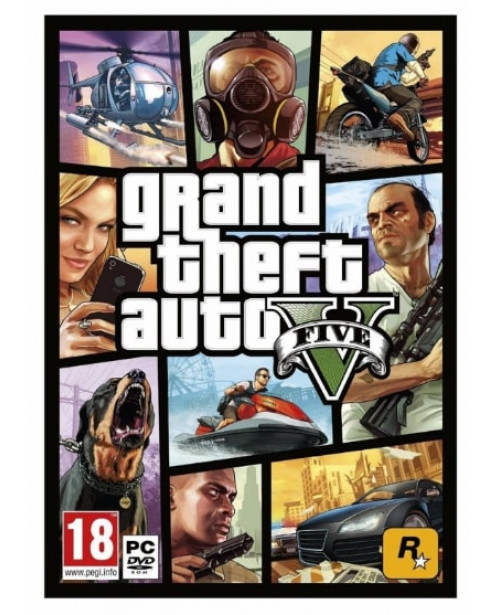 grand
theft
auto V
FIVE
18
www.pegi.info
PC
DVD
ROM
R